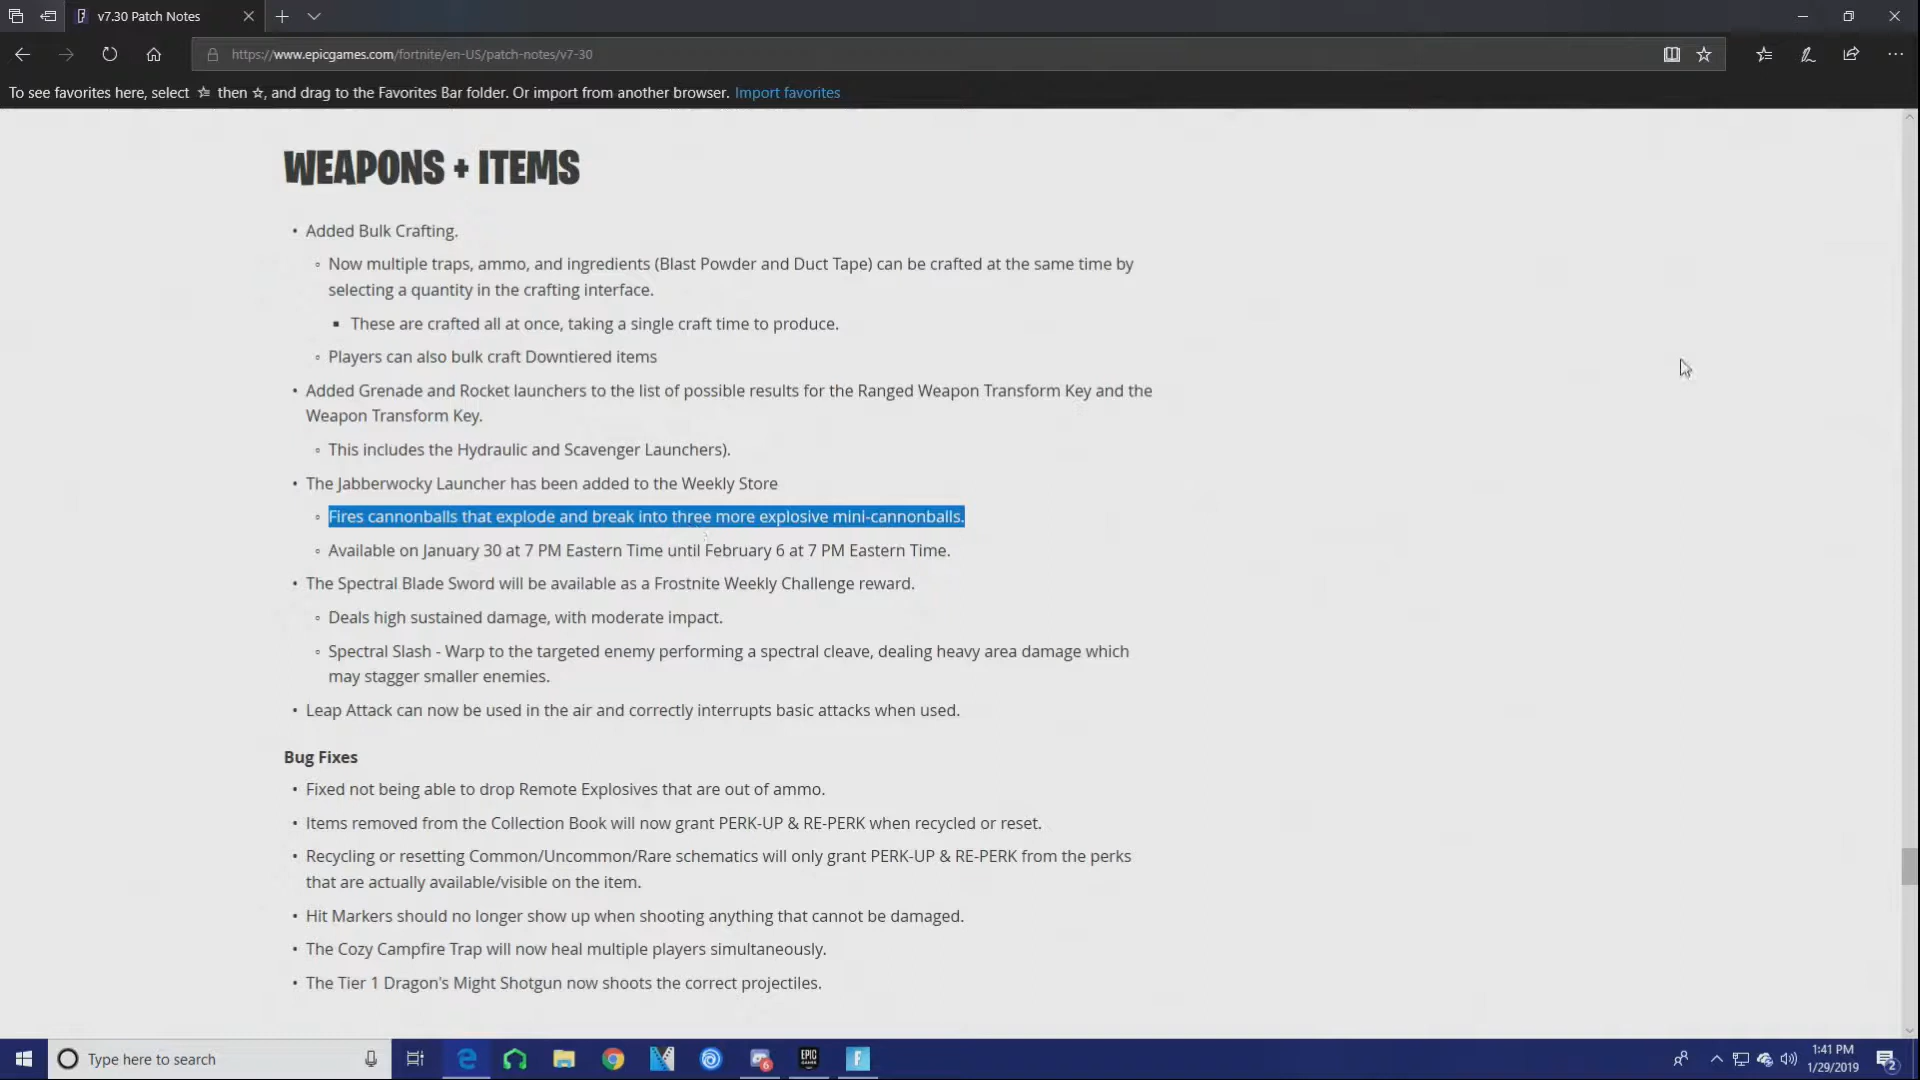 v7.30 Patch Notes
https://www.epicgames.com/fortnite/en-US/patch-notes/v7-30
To see favorites here, select then , and drag to the Favorites Bar folder. Or import from another browser. Import favorites
WEAPONS + ITEMS
• Added Bulk Crafting.
◦ Now multiple traps, ammo, and ingredients (Blast Powder and Duct Tape) can be crafted at the same time by
selecting a quantity in the crafting interface.
▪ These are crafted all at once, taking a single craft time to produce.
◦ Players can also bulk craft Downtiered items
• Added Grenade and Rocket launchers to the list of possible results for the Ranged Weapon Transform Key and the
Weapon Transform Key.
◦ This includes the Hydraulic and Scavenger Launchers).
• The Jabberwocky Launcher has been added to the Weekly Store
◦ Fires cannonballs that explode and break into three more explosive mini-cannonballs.
◦ Available on January 30 at 7 PM Eastern Time until February 6 at 7 PM Eastern Time.
• The Spectral Blade Sword will be available as a Frostnite Weekly Challenge reward.
◦ Deals high sustained damage, with moderate impact.
◦ Spectral Slash - Warp to the targeted enemy performing a spectral cleave, dealing heavy area damage which
may stagger smaller enemies.
• Leap Attack can now be used in the air and correctly interrupts basic attacks when used.
Bug Fixes
• Fixed not being able to drop Remote Explosives that are out of ammo.
• Items removed from the Collection Book will now grant PERK-UP & RE-PERK when recycled or reset.
• Recycling or resetting Common/Uncommon/Rare schematics will only grant PERK-UP & RE-PERK from the perks
that are actually available/visible on the item.
• Hit Markers should no longer show up when shooting anything that cannot be damaged.
• The Cozy Campfire Trap will now heal multiple players simultaneously.
• The Tier 1 Dragon's Might Shotgun now shoots the correct projectiles.
Type here to search
6
EPIC
GAMES
F
1:41 PM
1/29/2019
2